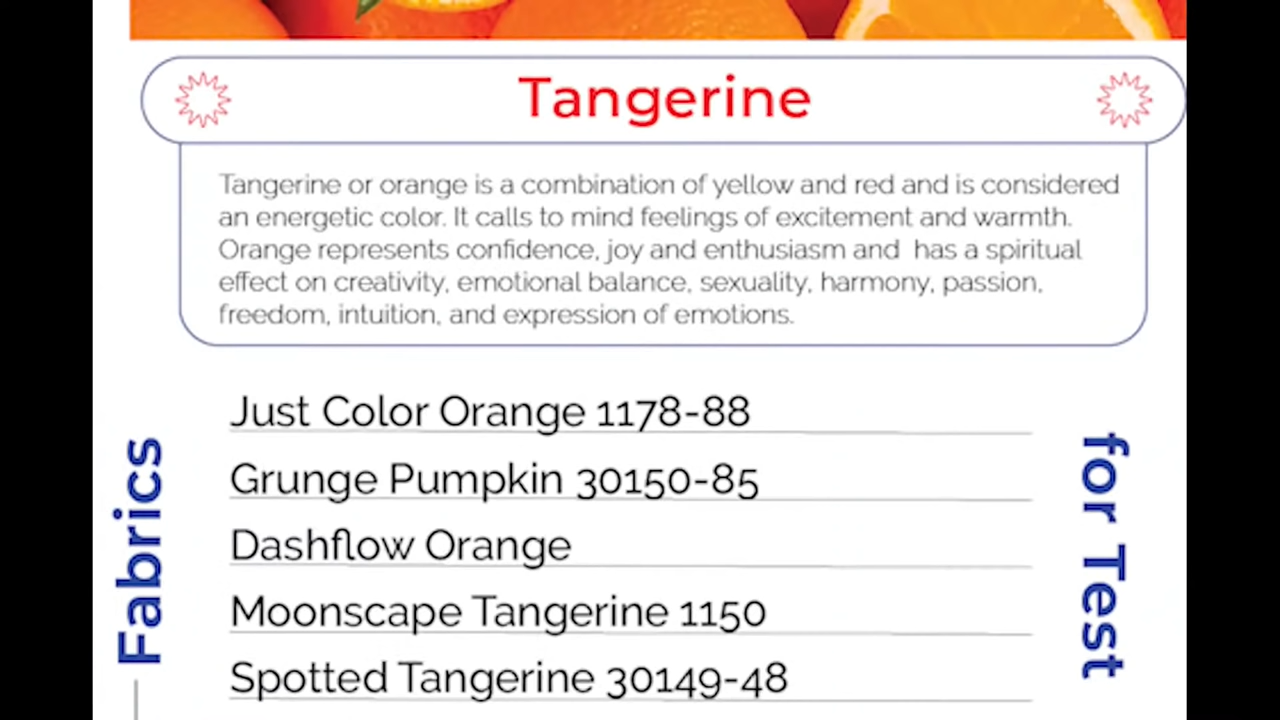 Tangerine
Tangerine or orange is a combination of yellow and red and is considered
an energetic color. It calls to mind feelings of excitement and warmth.
Orange represents confidence, joy and enthusiasm and  has a spiritual
effect on creativity, emotional balance, sexuality, harmony, passion,
freedom, intuition, and expression of emotions.
Fabrics
Just Color Orange 1178-88
Grunge Pumpkin 30150-85
Dashflow Orange
Moonscape Tangerine 1150
Spotted Tangerine 30149-48
for Test